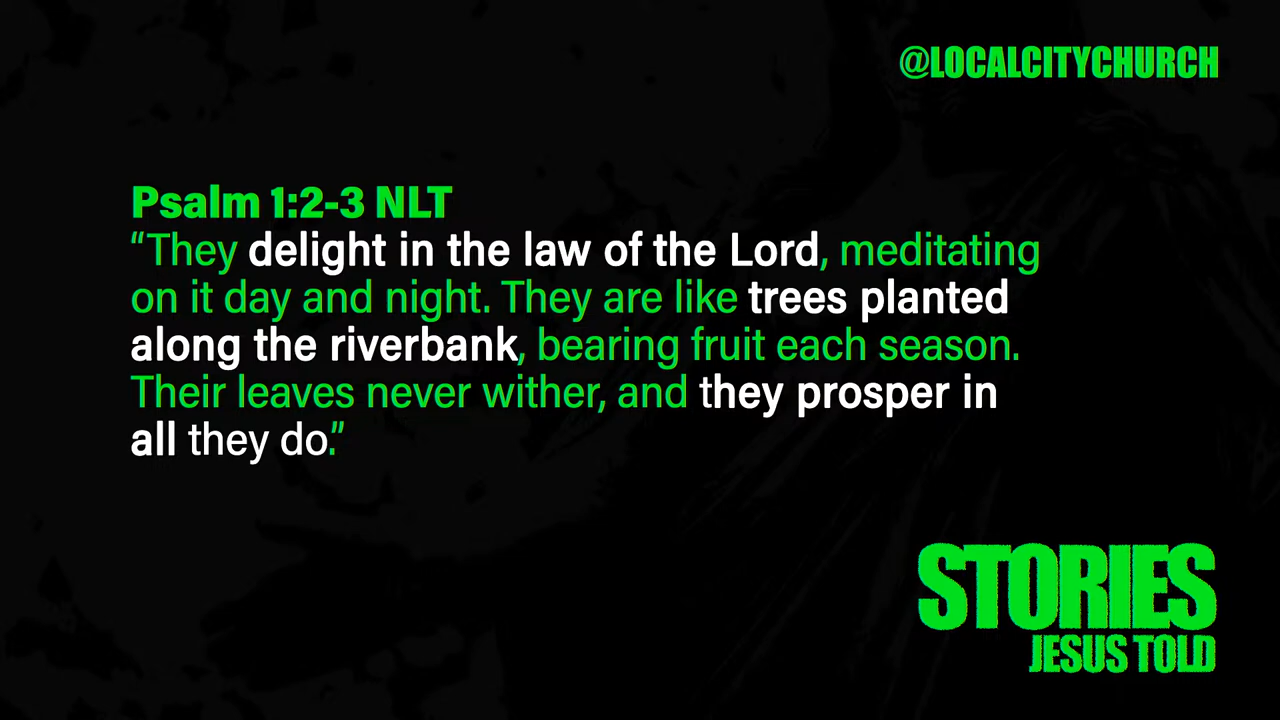 @LOCALCITYCHURCH
Psalm 1:2-3 NLT
“They delight in the law of the Lord, meditating
on it day and night. They are like trees planted
along the riverbank, bearing fruit each season.
Their leaves never wither, and they prosper in
all they do.”
STORIES
JESUS TOLD